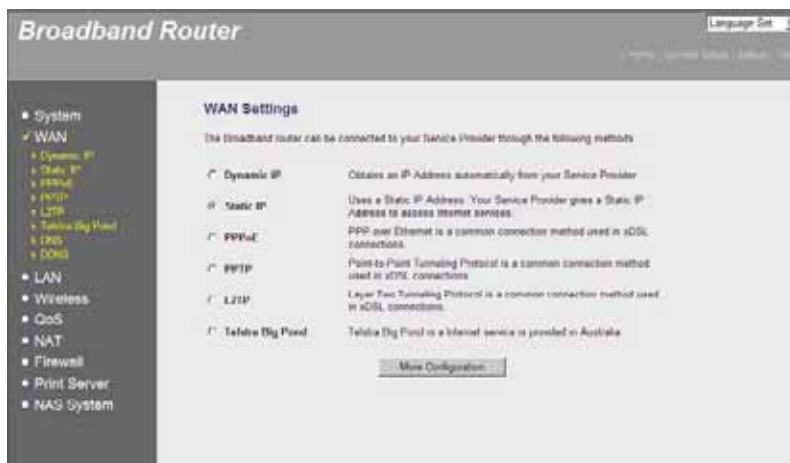 Broadband Router
Language Set
System
WAN
Dynamic IP
Static IP
PPPoE
PPTP
L2TP
Telstra Big Pond
DNS
DDNS
LAN
Wireless
QoS
NAT
Firewall
Print Server
NAS System
WAN Settings
The Broadband router can be connected to your Service Provider through the following methods
Dynamic IP
Obtains an IP Address automatically from your Service Provider
Static IP
Uses a Static IP Address. Your Service Provider gives a Static IP
Address to access Internet services.
PPPoE
PPP over Ethernet is a common connection method used in xDSL
connections.
PPTP
Point-to-Point Tunneling Protocol is a common connection method
used in xDSL connections
L2TP
Layer Two Tunneling Protocol is a common connection method used
in xDSL connections.
Telstra Big Pond
Telstra Big Pond is a Internet service is provided in Australia
More Configuration